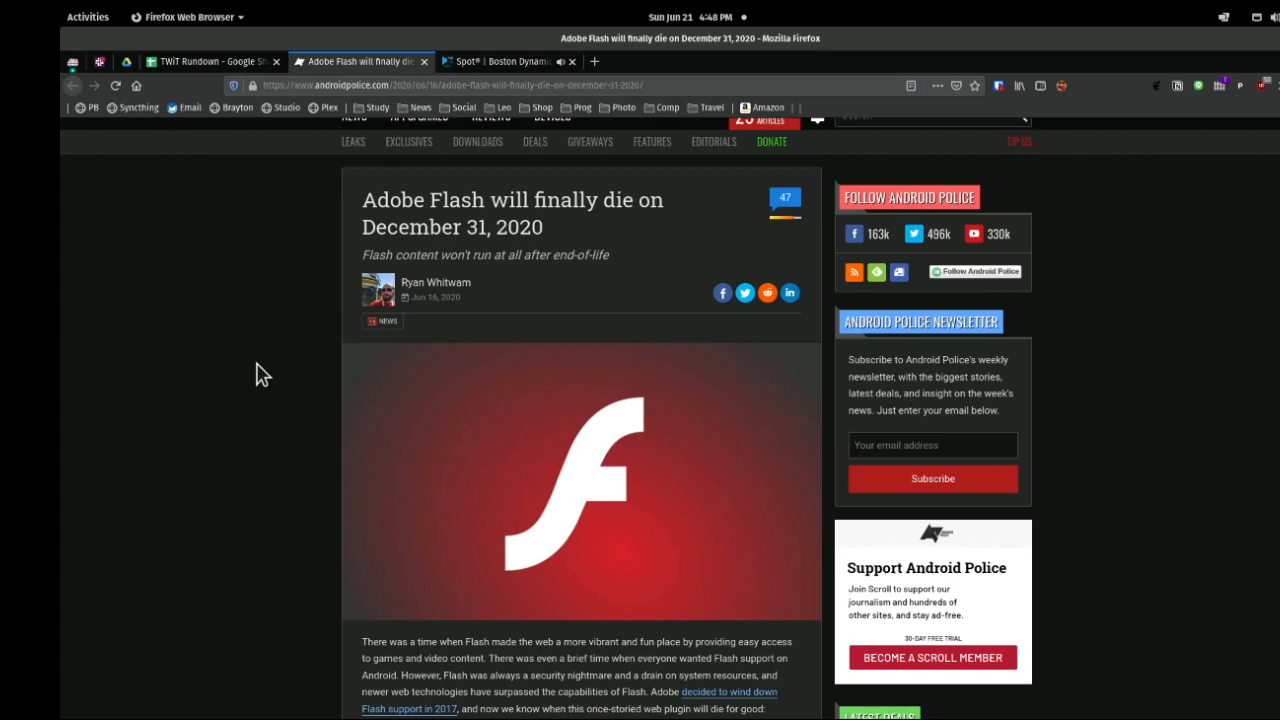 Activities Firefox Web Browser Sun Jun 21 4:48 PM
Adobe Flash will finally die on December 31, 2020 - Mozilla Firefox
TWiT Rundown - Google Sh Adobe Flash will finally die Spot® | Boston Dynamic
https://www.androidpolice.com/2020/06/16/adobe-flash-will-finally-die-on-december-31-2020/
PB Syncthing Email Brayton Studio Plex Study News Social Leo Shop Prog Photo Comp Travel Amazon
ARTICLES
LEAKS EXCLUSIVES DOWNLOADS DEALS GIVEAWAYS FEATURES EDITORIALS DONATE TIP US
Adobe Flash will finally die on
December 31, 2020
47
Flash content won't run at all after end-of-life
Ryan Whitwam
Jun 16, 2020
NEWS
There was a time when Flash made the web a more vibrant and fun place by providing easy access
to games and video content. There was even a brief time when everyone wanted Flash support on
Android. However, Flash was always a security nightmare and a drain on system resources, and
newer web technologies have surpassed the capabilities of Flash. Adobe decided to wind down
Flash support in 2017, and now we know when this once-storied web plugin will die for good:
FOLLOW ANDROID POLICE
163k 496k 330k
Follow Android Police
ANDROID POLICE NEWSLETTER
Subscribe to Android Police's weekly
newsletter, with the biggest stories,
latest deals, and insight on the week's
news. Just enter your email below.
Your email address
Subscribe
Support Android Police
Join Scroll to support our
journalism and hundreds of
other sites, and stay ad-free.
30-DAY FREE TRIAL
BECOME A SCROLL MEMBER
LATEST DEALS